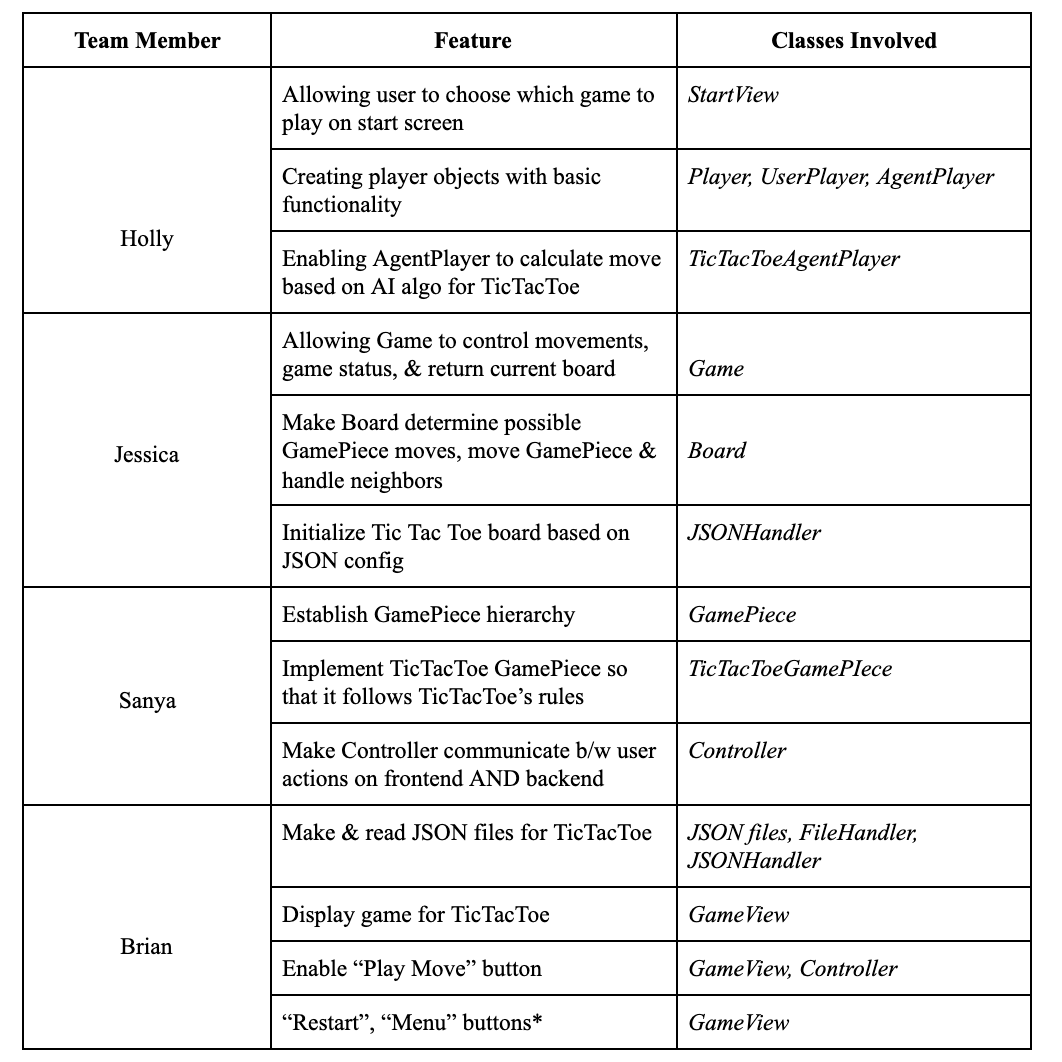 Team Member
Feature
Classes Involved
Holly
Allowing user to choose which game to
play on start screen
StartView
Creating player objects with basic
functionality
Player, UserPlayer, AgentPlayer
Enabling AgentPlayer to calculate move
based on AI algo for TicTacToe
TicTacToeAgentPlayer
Jessica
Allowing Game to control movements,
game status, & return current board
Game
Make Board determine possible
GamePiece moves, move GamePiece &
handle neighbors
Board
Initialize Tic Tac Toe board based on
JSON config
JSONHandler
Sanya
Establish GamePiece hierarchy
GamePiece
Implement TicTacToe GamePiece so
that it follows TicTacToe’s rules
TicTacToeGamePIece
Make Controller communicate b/w user
actions on frontend AND backend
Controller
Brian
Make & read JSON files for TicTacToe
JSON files, FileHandler,
JSONHandler
Display game for TicTacToe
GameView
Enable “Play Move” button
GameView, Controller
“Restart”, “Menu” buttons*
GameView